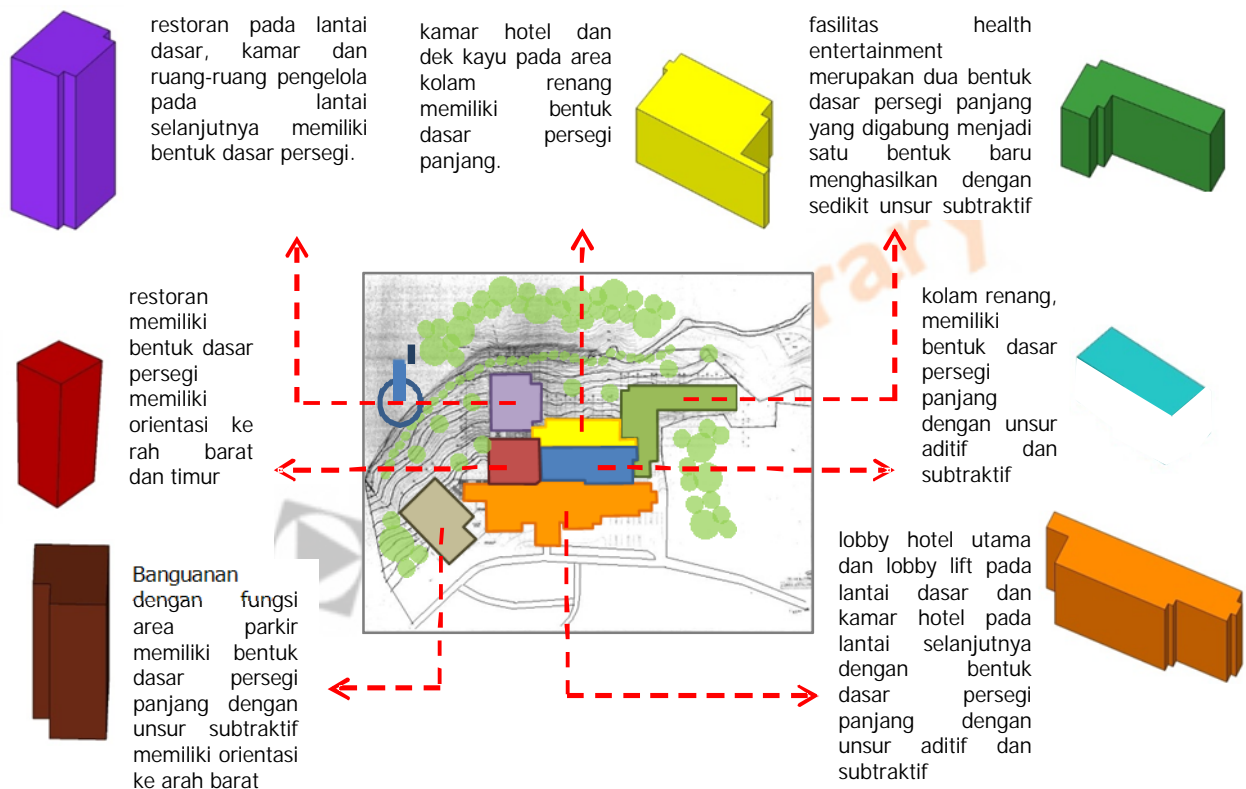 restoran pada lantai
dasar, kamar dan
ruang-ruang pengelola
pada lantai
selanjutnya memiliki
bentuk dasar persegi.
kamar hotel dan
dek kayu pada area
kolam renang
memiliki bentuk
dasar persegi
panjang.
fasilitas health
entertainment
merupakan dua bentuk
dasar persegi panjang
yang digabung menjadi
satu bentuk baru
menghasilkan dengan
sedikit unsur subtraktif
restoran
memiliki
bentuk dasar
persegi
memiliki
orientasi ke
rah barat
dan timur
kolam renang,
memiliki
bentuk dasar
persegi
panjang
dengan unsur
aditif dan
subtraktif
Banguanan
dengan fungsi
area parkir
memiliki bentuk
dasar persegi
panjang dengan
unsur subtraktif
memiliki orientasi
ke arah barat
lobby hotel utama
dan lobby lift pada
lantai dasar dan
kamar hotel pada
lantai selanjutnya
dengan bentuk
dasar persegi
panjang dengan
unsur aditif dan
subtraktif